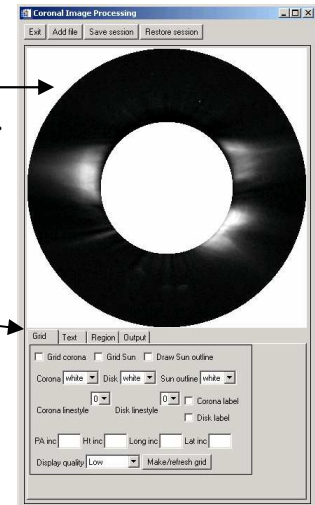 Coronal Image Processing
Exit Add file Save session Restore session
Grid Text Region Output
Grid corona Grid Sun Draw Sun outline
Corona white Disk white Sun outline white
0 0 Corona label
Corona linestyle Disk linestyle Disk label
PA inc Ht inc Long inc Lat inc
Display quality Low Make/refresh grid